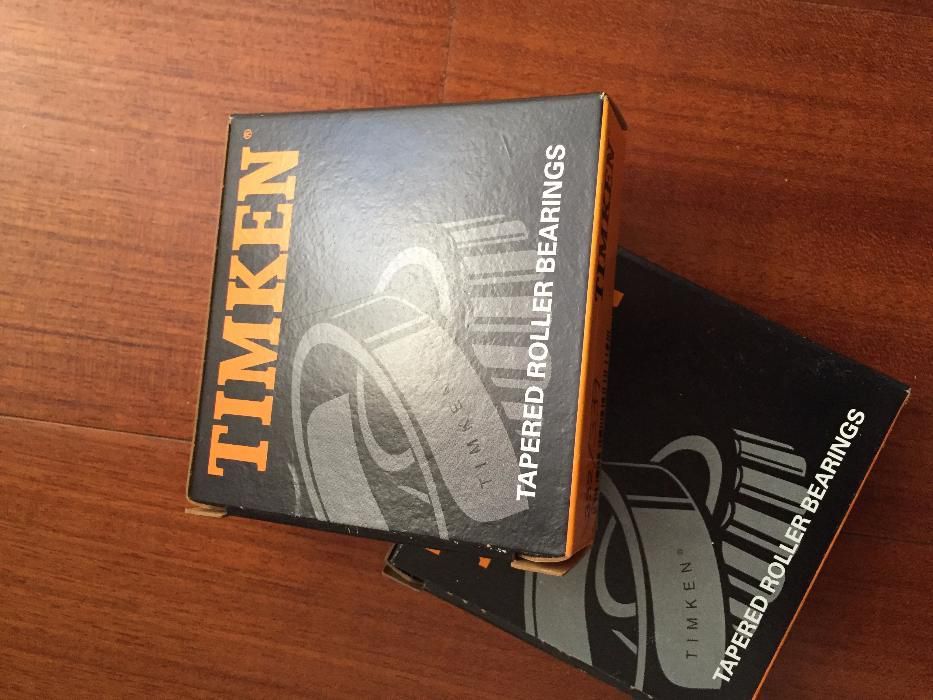 TIMKEN®
TIMKEN
TAPERED ROLLER BEARINGS
TIMKEN
TIMKEN®
TAPERED ROLLER BEARINGS